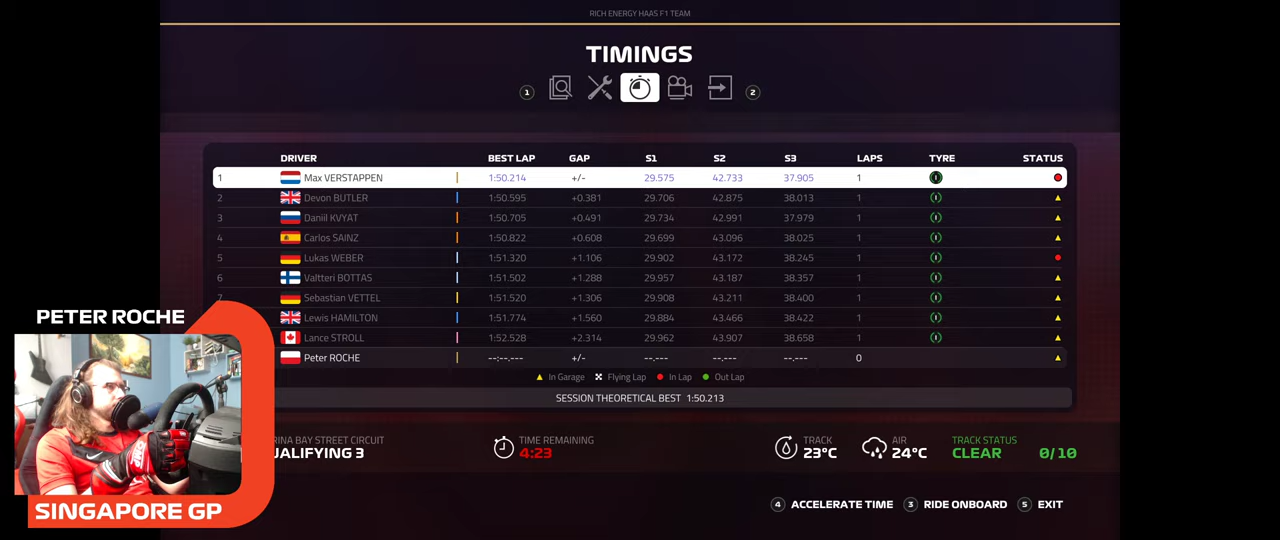 RICH ENERGY HAAS F1 TEAM
TIMINGS
1 2
DRIVER BEST LAP GAP S1 S2 S3 LAPS TYRE STATUS
1 Max VERSTAPPEN 1:50.214 +/- 29.575 42.733 37.905 1
2 Devon BUTLER 1:50.595 +0.381 29.706 42.875 38.013 1
3 Daniil KVYAT 1:50.705 +0.491 29.734 42.991 37.979 1
4 Carlos SAINZ 1:50.822 +0.608 29.699 43.096 38.025 1
5 Lukas WEBER 1:51.320 +1.106 29.902 43.172 38.245 1
6 Valtteri BOTTAS 1:51.502 +1.288 29.957 43.187 38.357 1
7 Sebastian VETTEL 1:51.520 +1.306 29.908 43.211 38.400 1
Lewis HAMILTON 1:51.774 +1.560 29.884 43.466 38.422 1
Lance STROLL 1:52.528 +2.314 29.962 43.907 38.658 1
Peter ROCHE --:--.--- +/- --.--- --.--- --.--- 0
In Garage Flying Lap In Lap Out Lap
SESSION THEORETICAL BEST 1:50.213
PETER ROCHE
SINGAPORE GP
RINA BAY STREET CIRCUIT
UALIFYING 3
TIME REMAINING
4:23
TRACK
23°C
AIR
24°C
TRACK STATUS
CLEAR 0/10
4 ACCELERATE TIME 3 RIDE ONBOARD 5 EXIT